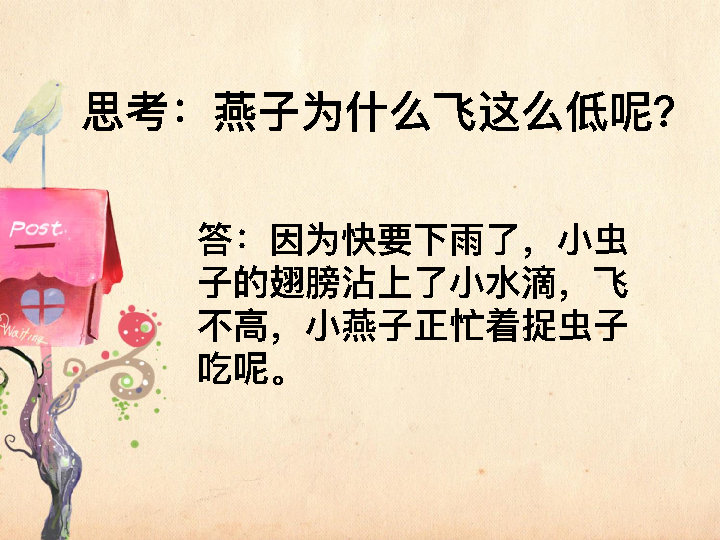 思考：燕子为什么飞这么低呢？
答：因为快要下雨了，小虫
子的翅膀沾上了小水滴，飞
不高，小燕子正忙着捉虫子
吃呢。
Post.
Waiting